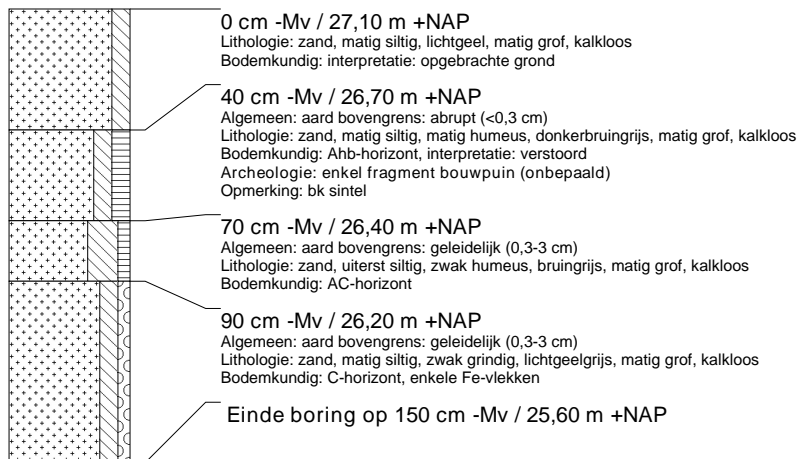 0 cm -Mv / 27,10 m +NAP
Lithologie: zand, matig siltig, lichtgeel, matig grof, kalkloos
Bodemkundig: interpretatie: opgebrachte grond
40 cm -Mv / 26,70 m +NAP
Algemeen: aard bovengrens: abrupt (<0,3 cm)
Lithologie: zand, matig siltig, matig humeus, donkerbruingrijs, matig grof, kalkloos
Bodemkundig: Ahb-horizont, interpretatie: verstoord
Archeologie: enkel fragment bouwpuin (onbepaald)
Opmerking: bk sintel
70 cm -Mv / 26,40 m +NAP
Algemeen: aard bovengrens: geleidelijk (0,3-3 cm)
Lithologie: zand, uiterst siltig, zwak humeus, bruingrijs, matig grof, kalkloos
Bodemkundig: AC-horizont
90 cm -Mv / 26,20 m +NAP
Algemeen: aard bovengrens: geleidelijk (0,3-3 cm)
Lithologie: zand, matig siltig, zwak grindig, lichtgeelgrijs, matig grof, kalkloos
Bodemkundig: C-horizont, enkele Fe-vlekken
Einde boring op 150 cm -Mv / 25,60 m +NAP